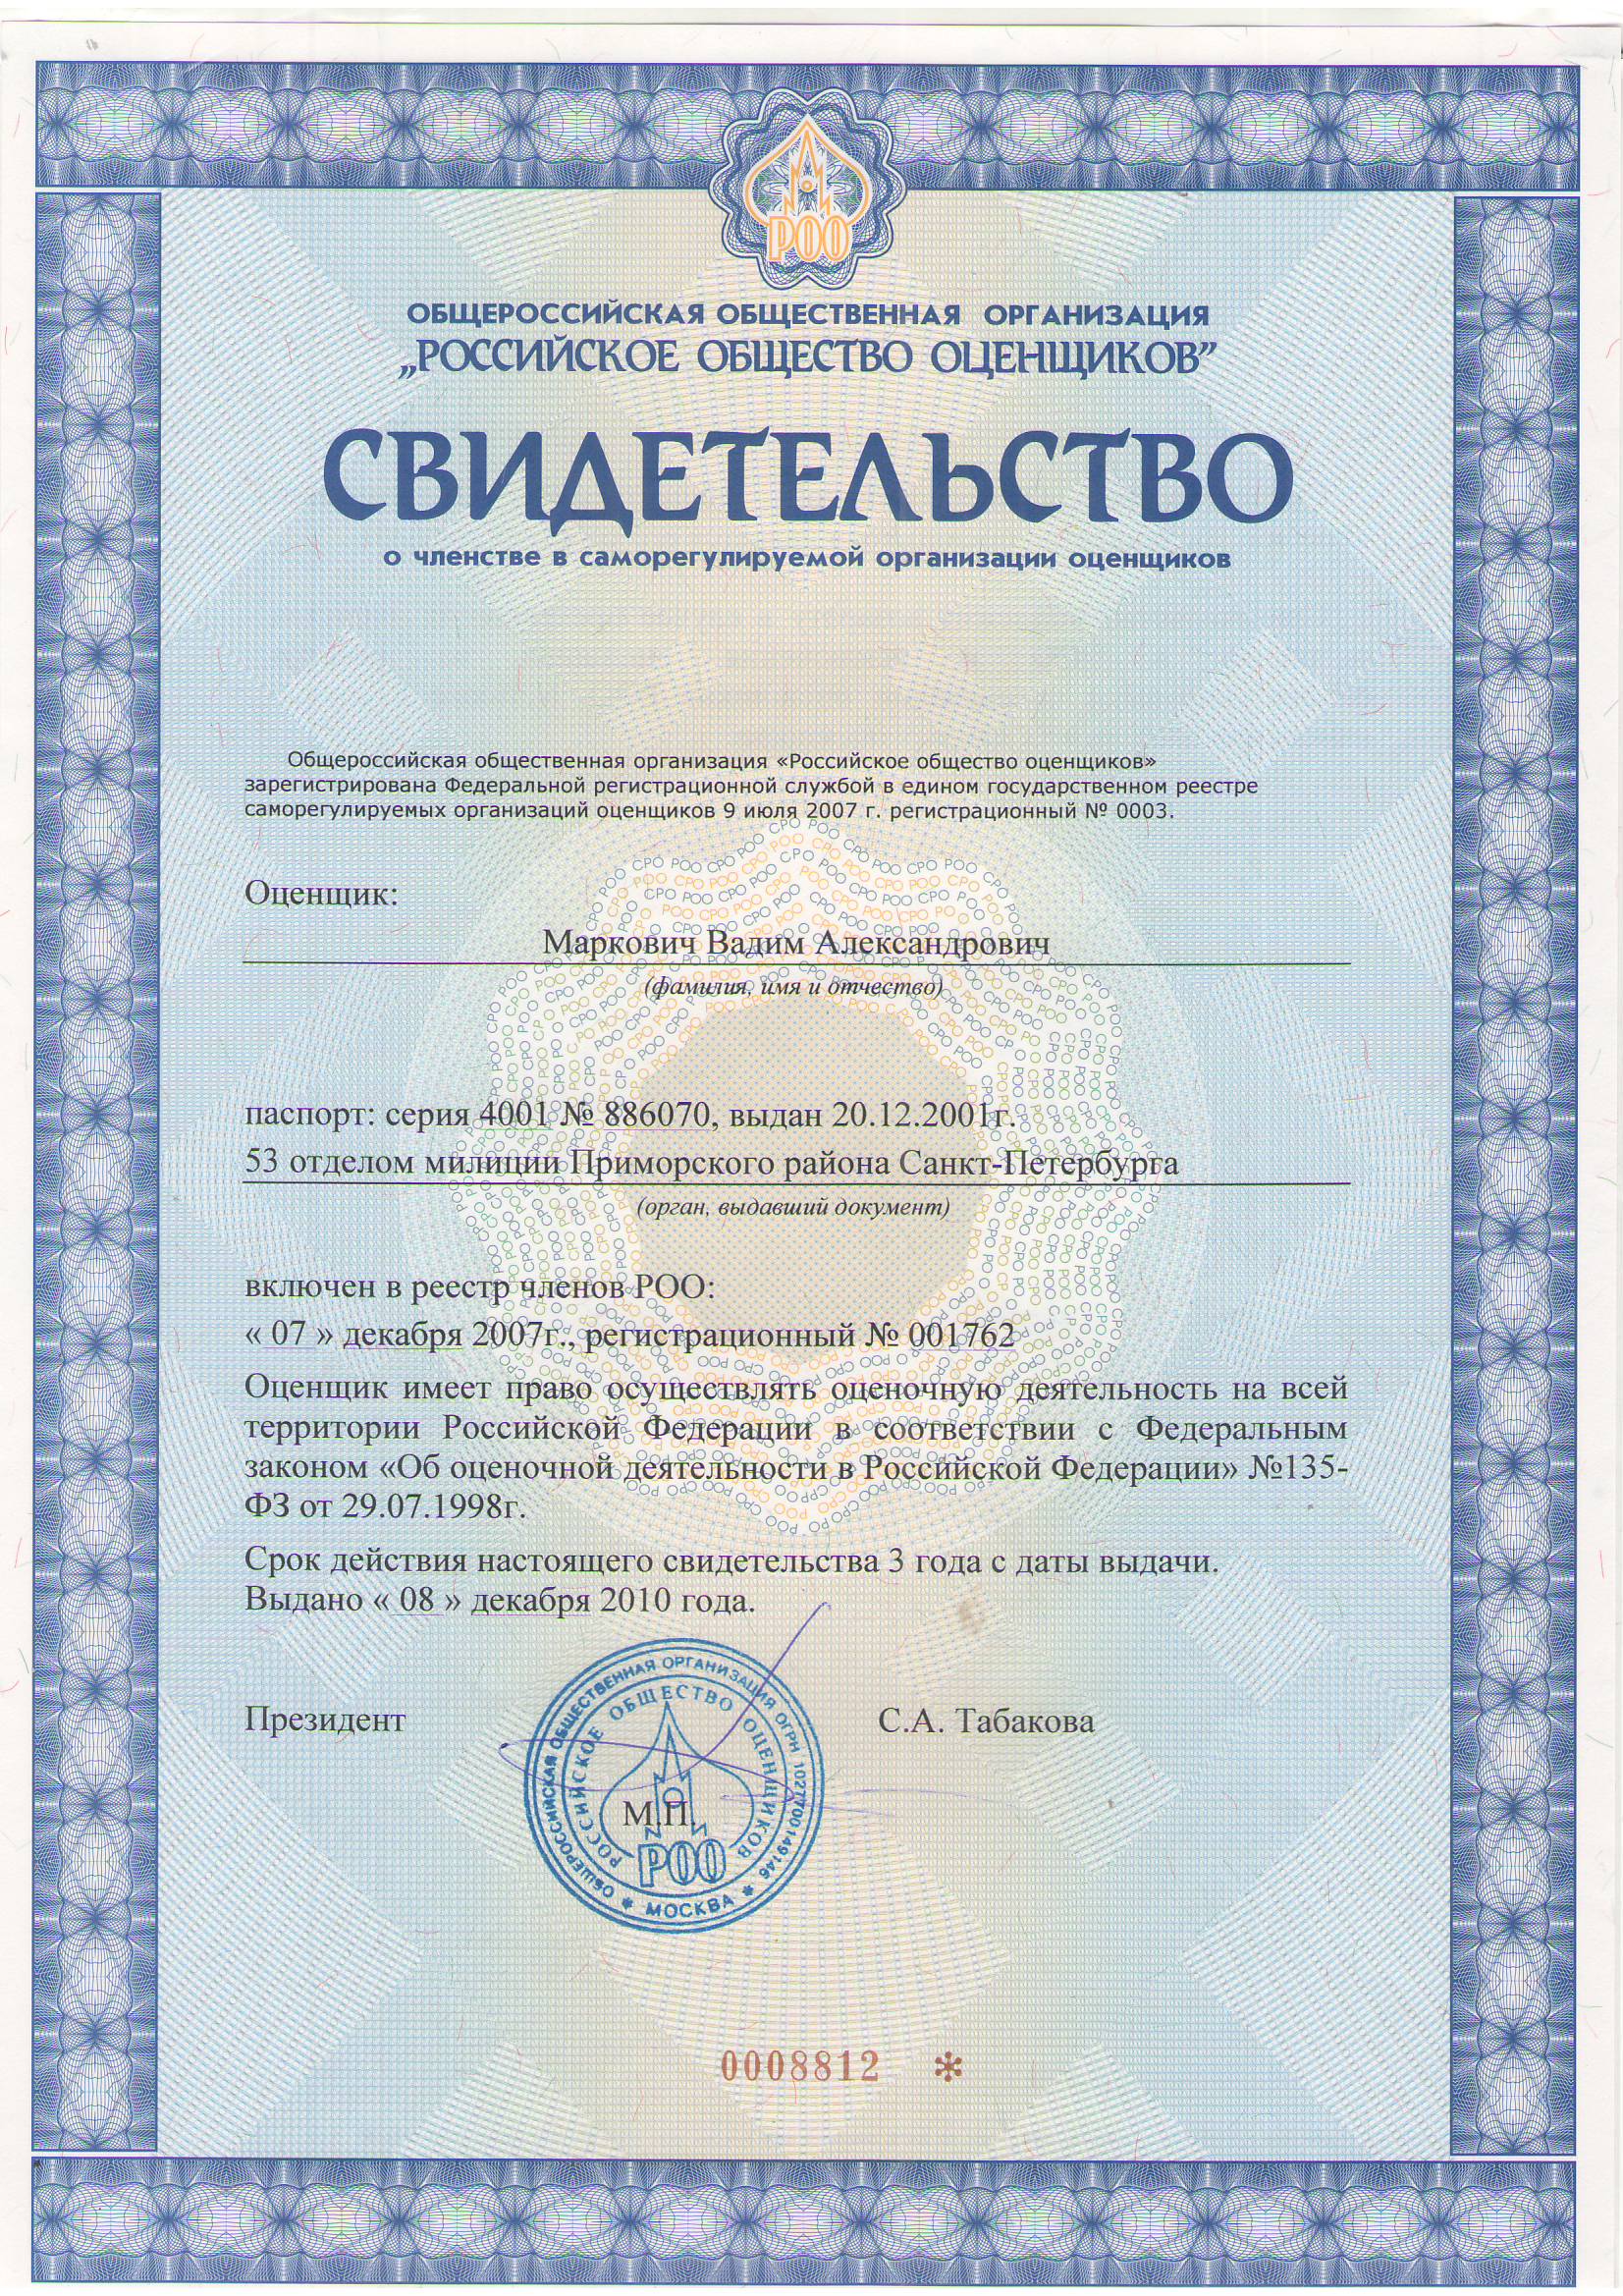 РОО
ОБЩЕРОССИЙСКАЯ ОБЩЕСТВЕННАЯ ОРГАНИЗАЦИЯ
„РОССИЙСКОЕ ОБЩЕСТВО ОЦЕНЩИКОВ”
СВИДЕТЕЛЬСТВО
о членстве в саморегулируемой организации оценщиков
Общероссийская общественная организация «Российское общество оценщиков»
зарегистрирована Федеральной регистрационной службой в едином государственном реестре
саморегулируемых организаций оценщиков 9 июля 2007 г. регистрационный № 0003.
Оценщик:
Маркович Вадим Александрович
(фамилия, имя и отчество)
паспорт: серия 4001 № 886070, выдан 20.12.2001г.
53 отделом милиции Приморского района Санкт-Петербурга
(орган, выдавший документ)
включен в реестр членов РОО:
« 07 » декабря 2007г., регистрационный № 001762
Оценщик имеет право осуществлять оценочную деятельность на всей
территории Российской Федерации в соответствии с Федеральным
законом «Об оценочной деятельности в Российской Федерации» №135-
ФЗ от 29.07.1998г.
Срок действия настоящего свидетельства 3 года с даты выдачи.
Выдано « 08 » декабря 2010 года.
Президент
С.А. Табакова
ОБЩЕРОССИЙСКАЯ ОБЩЕСТВЕННАЯ ОРГАНИЗАЦИЯ ОГРН 1027700149146
РОССИЙСКОЕ ОБЩЕСТВО ОЦЕНЩИКОВ
М.П.
РОО
* МОСКВА *
0008812 *